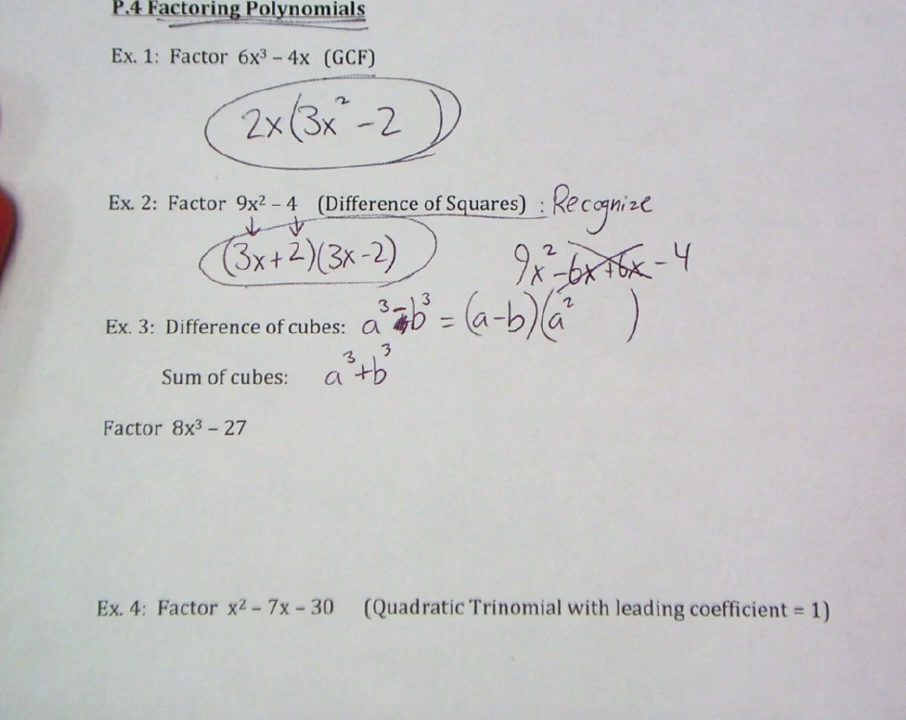 P.4 Factoring Polynomials
Ex. 1: Factor 6x³ – 4x (GCF)
2x(3x² - 2)
Ex. 2: Factor 9x² – 4 (Difference of Squares) : Recognize
(3x+2)(3x-2) 9x² - 6x + 6x - 4
Ex. 3: Difference of cubes: a³ - b³ = (a-b)(a² )
Sum of cubes: a³ + b³
Factor 8x³ – 27
Ex. 4: Factor x² – 7x – 30 (Quadratic Trinomial with leading coefficient = 1)